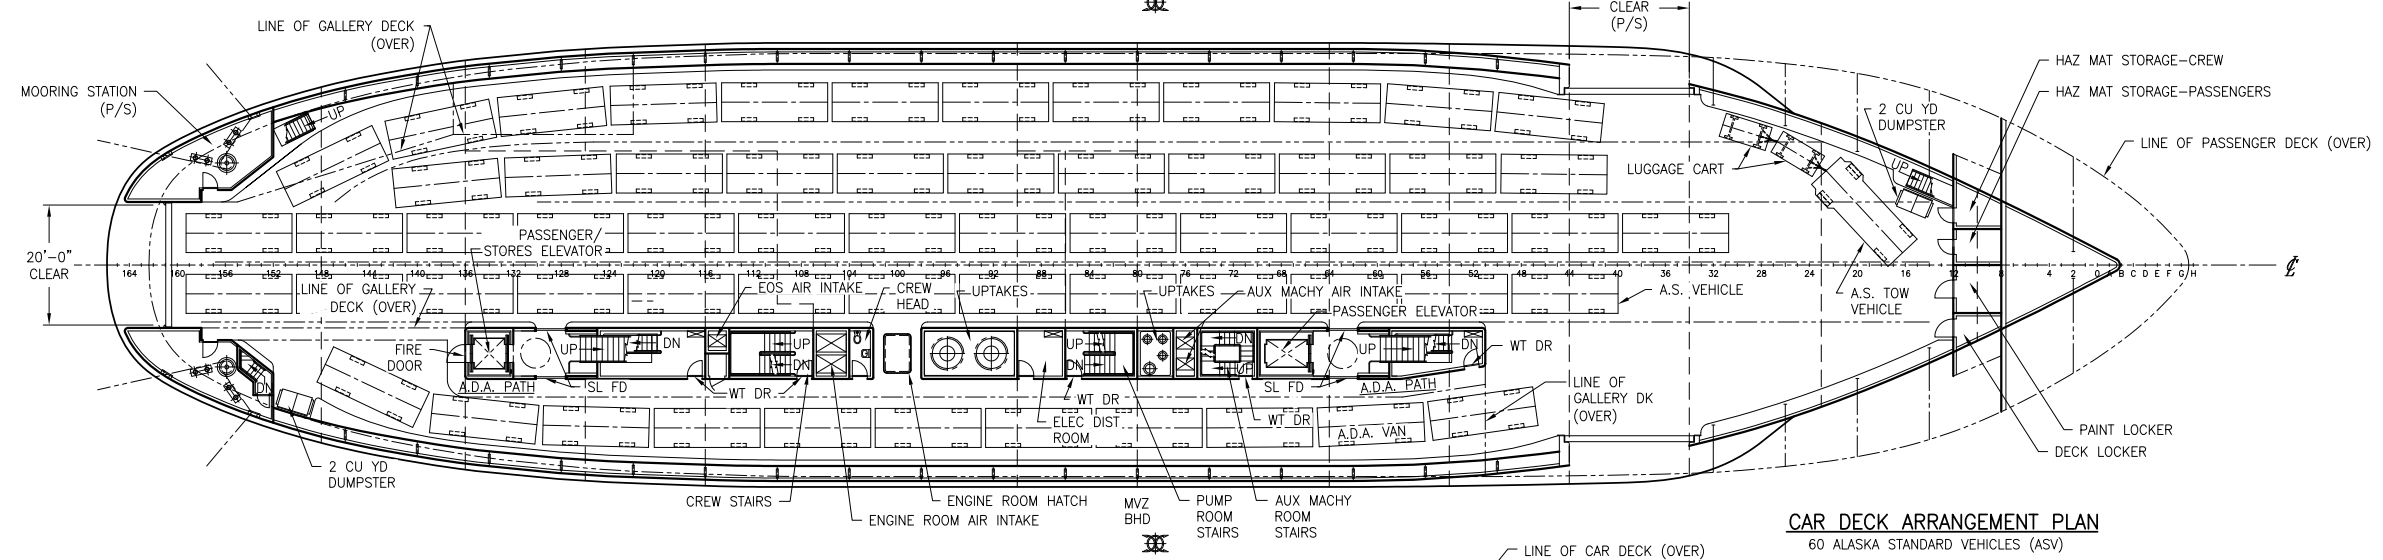 CLEAR
(P/S)
LINE OF GALLERY DECK
(OVER)
MOORING STATION
(P/S)
HAZ MAT STORAGE-CREW
HAZ MAT STORAGE-PASSENGERS
2 CU YD
DUMPSTER
LINE OF PASSENGER DECK (OVER)
UP
UP
LUGGAGE CART
PASSENGER/
STORES ELEVATOR
20'-0"
CLEAR
164 160 156 152 148 144 140 136 132 128 124 120 116 112 108 104 100 96 92 88 84 80 76 72 68 64 60 56 52 48 44 40 36 32 28 24 20 16 12 8 4 2 0 A B C D E F G H
LINE OF GALLERY
DECK (OVER)
EOS AIR INTAKE
CREW
HEAD
UPTAKES
UPTAKES
AUX MACHY AIR INTAKE
PASSENGER ELEVATOR
A.S. VEHICLE
A.S. TOW
VEHICLE
FIRE
DOOR
UP
DN
UP
DN
UP
DN
DN
UP
UP
DN
WT DR
DN
A.D.A. PATH
SL FD
WT DR
WT DR
SL FD
A.D.A. PATH
LINE OF
GALLERY DK
(OVER)
WT DR
ELEC DIST
ROOM
A.D.A. VAN
PAINT LOCKER
DECK LOCKER
2 CU YD
DUMPSTER
CREW STAIRS
ENGINE ROOM HATCH
ENGINE ROOM AIR INTAKE
MVZ
BHD
PUMP
ROOM
STAIRS
AUX MACHY
ROOM
STAIRS
CAR DECK ARRANGEMENT PLAN
60 ALASKA STANDARD VEHICLES (ASV)
LINE OF CAR DECK (OVER)